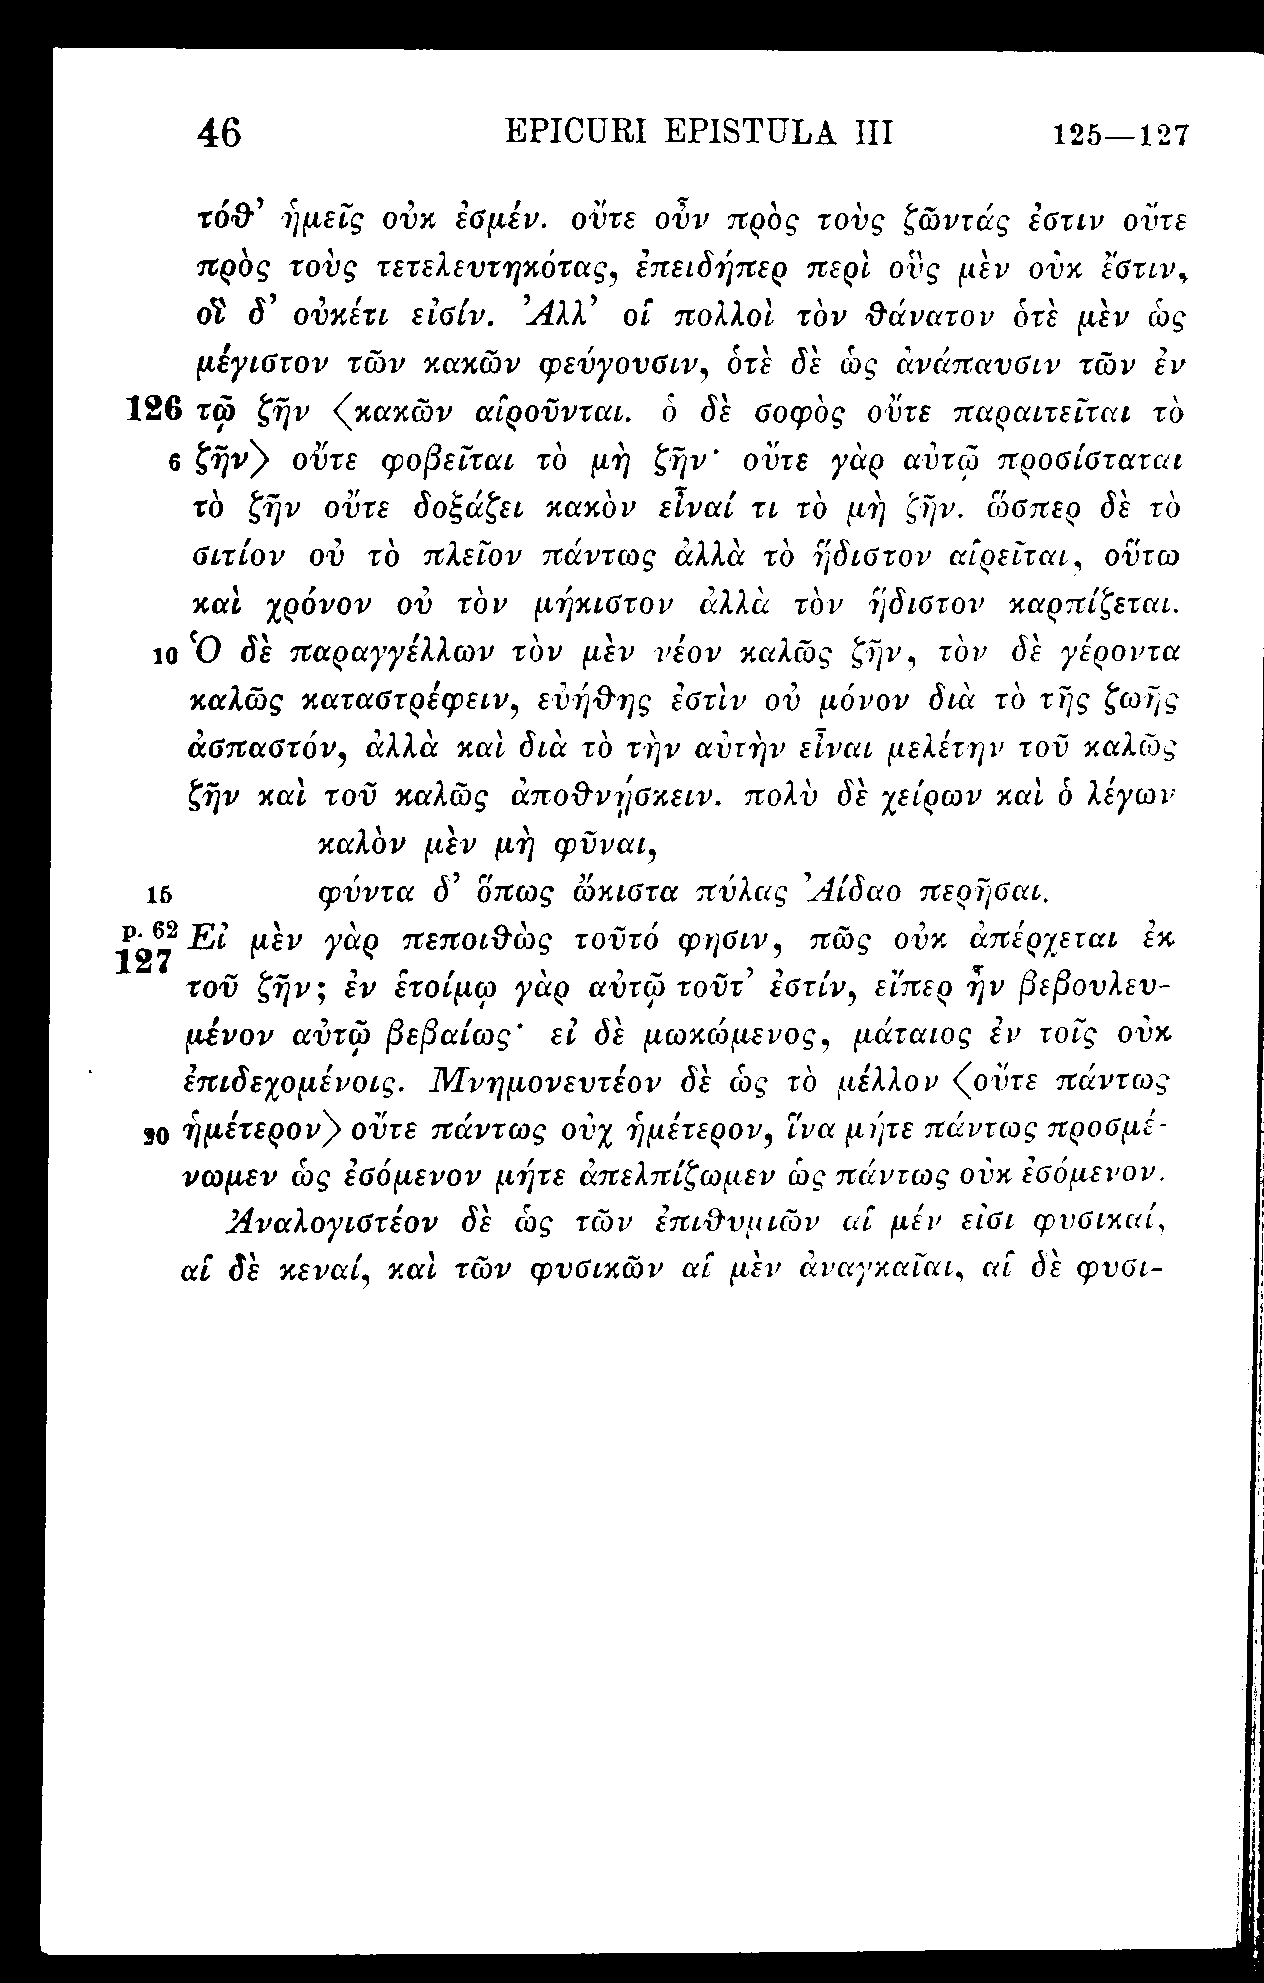 46 EPICURI EPISTULA III 125—127
τόϑ’ ἡμεῖς οὐκ ἐσμέν. οὔτε οὖν πρὸς τοὺς ζῶντάς ἐστιν οὔτε
πρὸς τοὺς τετελευτηκότας, ἐπειδήπερ περὶ οὓς μὲν οὐκ ἔστιν,
οἳ δ’ οὐκέτι εἰσίν. Ἀλλ’ οἱ πολλοὶ τὸν ϑάνατον ὁτὲ μὲν ὡς
μέγιστον τῶν κακῶν φεύγουσιν, ὁτὲ δὲ ὡς ἀνάπαυσιν τῶν ἐν
126 τῷ ζῆν 〈κακῶν αἱροῦνται. ὁ δὲ σοφὸς οὔτε παραιτεῖται τὸ
6 ζῆν〉 οὔτε φοβεῖται τὸ μὴ ζῆν· οὔτε γὰρ αὐτῷ προσίσταται
τὸ ζῆν οὔτε δοξάζει κακὸν εἶναί τι τὸ μὴ ζῆν. ὥσπερ δὲ τὸ
σιτίον οὐ τὸ πλεῖον πάντως ἀλλὰ τὸ ἥδιστον αἱρεῖται, οὕτω
καὶ χρόνον οὐ τὸν μήκιστον ἀλλὰ τὸν ἥδιστον καρπίζεται.
10 Ὁ δὲ παραγγέλλων τὸν μὲν νέον καλῶς ζῆν, τὸν δὲ γέροντα
καλῶς καταστρέφειν, εὐήϑης ἐστὶν οὐ μόνον διὰ τὸ τῆς ζωῆς
ἀσπαστόν, ἀλλὰ καὶ διὰ τὸ τὴν αὐτὴν εἶναι μελέτην τοῦ καλῶς
ζῆν καὶ τοῦ καλῶς ἀποϑνῄσκειν. πολὺ δὲ χείρων καὶ ὁ λέγων
καλὸν μὲν μὴ φῦναι,
15 φύντα δ’ ὅπως ὤκιστα πύλας Ἀίδαο περῆσαι.
p. 62 127 Εἰ μὲν γὰρ πεποιϑὼς τοῦτό φησιν, πῶς οὐκ ἀπέρχεται ἐκ
τοῦ ζῆν; ἐν ἑτοίμῳ γὰρ αὐτῷ τοῦτ’ ἐστίν, εἴπερ ἦν βεβουλευ-
μένον αὐτῷ βεβαίως· εἰ δὲ μωκώμενος, μάταιος ἐν τοῖς οὐκ
ἐπιδεχομένοις. Μνημονευτέον δὲ ὡς τὸ μέλλον 〈οὔτε πάντως
20 ἡμέτερον〉 οὔτε πάντως οὐχ ἡμέτερον, ἵνα μήτε πάντως προσμέ-
νωμεν ὡς ἐσόμενον μήτε ἀπελπίζωμεν ὡς πάντως οὐκ ἐσόμενον.
Ἀναλογιστέον δὲ ὡς τῶν ἐπιϑυμιῶν αἱ μέν εἰσι φυσικαί,
αἱ δὲ κεναί, καὶ τῶν φυσικῶν αἱ μὲν ἀναγκαῖαι, αἱ δὲ φυσι-